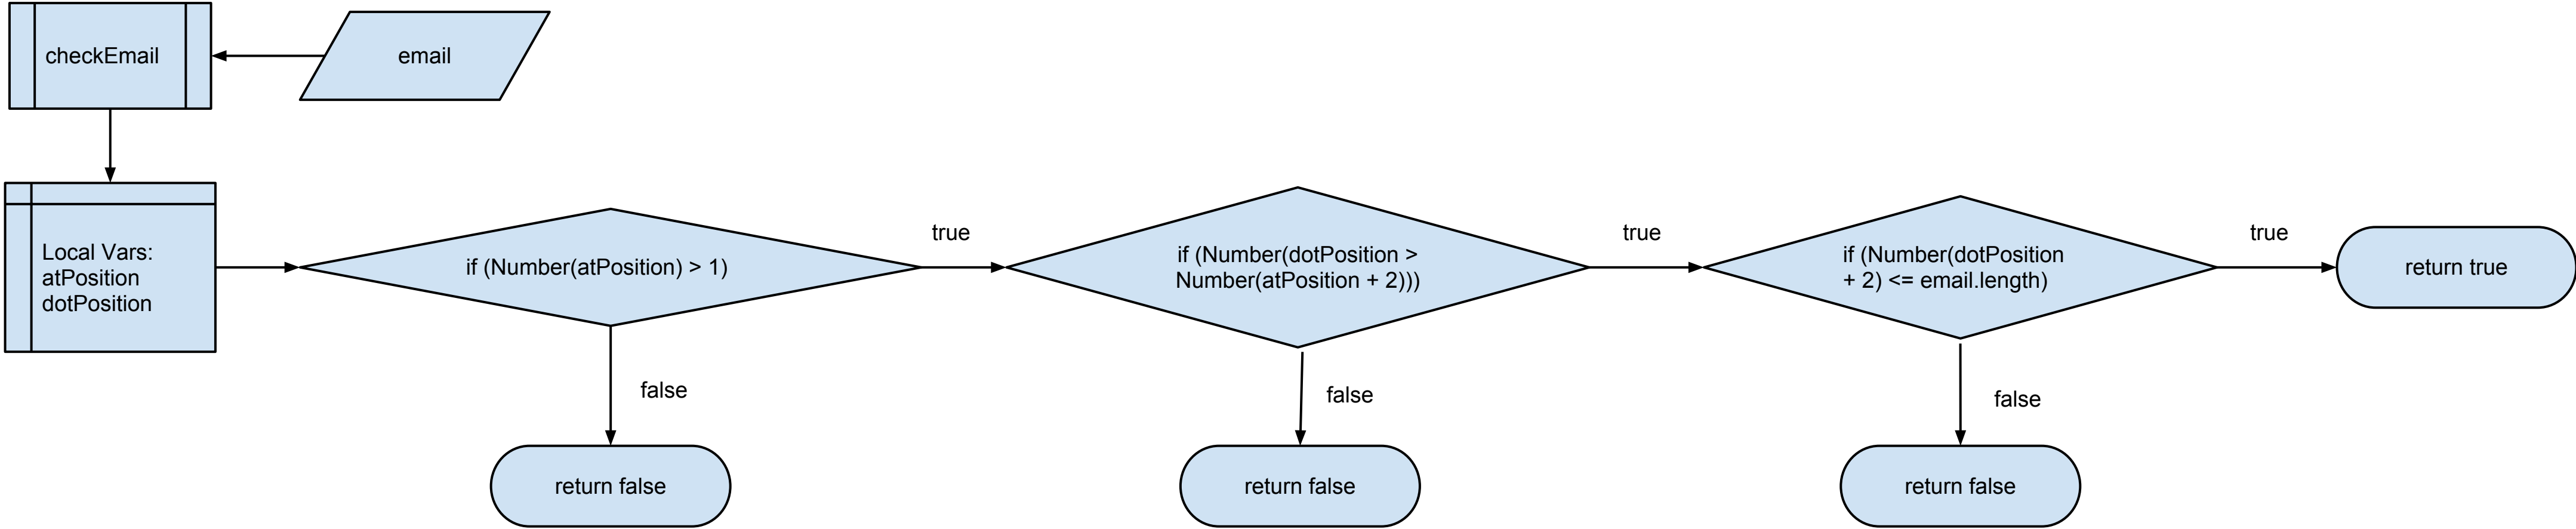 checkEmail
email
Local Vars:
atPosition
dotPosition
if (Number(atPosition) > 1)
true
false
return false
if (Number(dotPosition >
Number(atPosition + 2)))
true
false
return false
if (Number(dotPosition
+ 2) <= email.length)
true
false
return false
return true